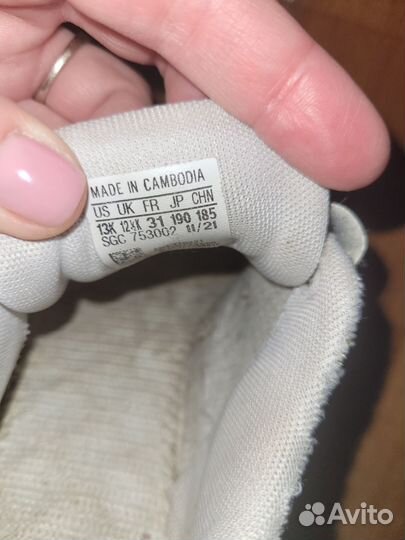 MADE IN CAMBODIA
US UK FR JP CHN
13K 12½K 31 190 185
SGC 753002 11/21
Avito